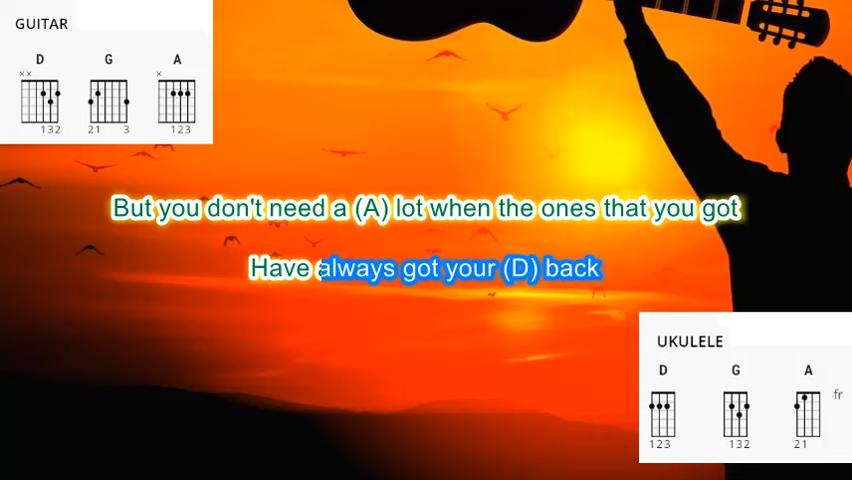 GUITAR
D G A
xx x
132 21 3 123
But you don't need a (A) lot when the ones that you got
Have always got your (D) back
UKULELE
D G A
fr
123 132 21